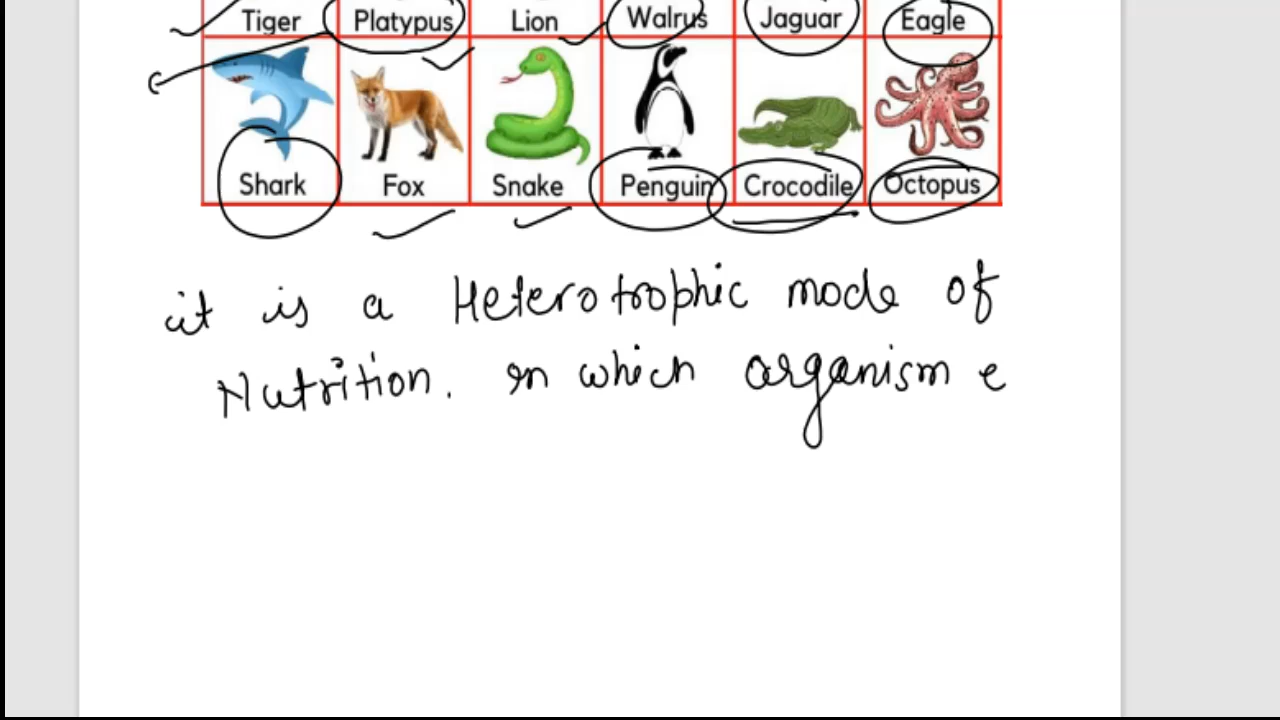 Tiger Platypus Lion Walrus Jaguar Eagle
Shark Fox Snake Penguin Crocodile Octopus
it is a Heterotrophic mode of
Nutrition. In which organism e